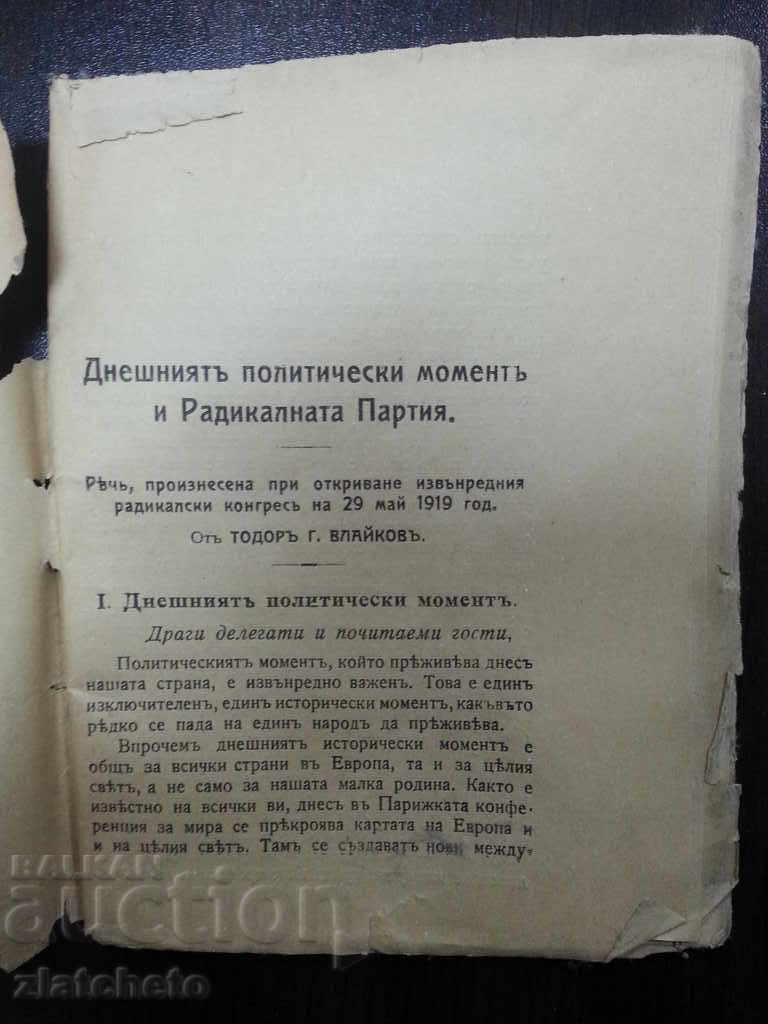 Днешниятъ политически моментъ
и Радикалната Партия.
Рѣчь, произнесена при откриване извънредния
радикалски конгресъ на 29 май 1919 год.
Отъ ТОДОРЪ Г. ВЛАЙКОВЪ.
I. Днешниятъ политически моментъ.
Драги делегати и почитаеми гости,
Политическиятъ моментъ, който прѣживѣва днесъ
нашата страна, е извънредно важенъ. Това е единъ
изключителенъ, единъ исторически моментъ, какъвъто
рѣдко се пада на единъ народъ да прѣживѣва.
Впрочемъ днешниятъ исторически моментъ е
общъ за всички страни въ Европа, та и за цѣлия
свѣтъ, а не само за нашата малка родина. Както е
извѣстно на всички ви, днесъ въ Парижката конфе-
ренция за мира се прѣкроява картата на Европа и
и на цѣлия свѣтъ. Тамъ се създаватъ нови между-
BALKAN
auction
zlatcheto